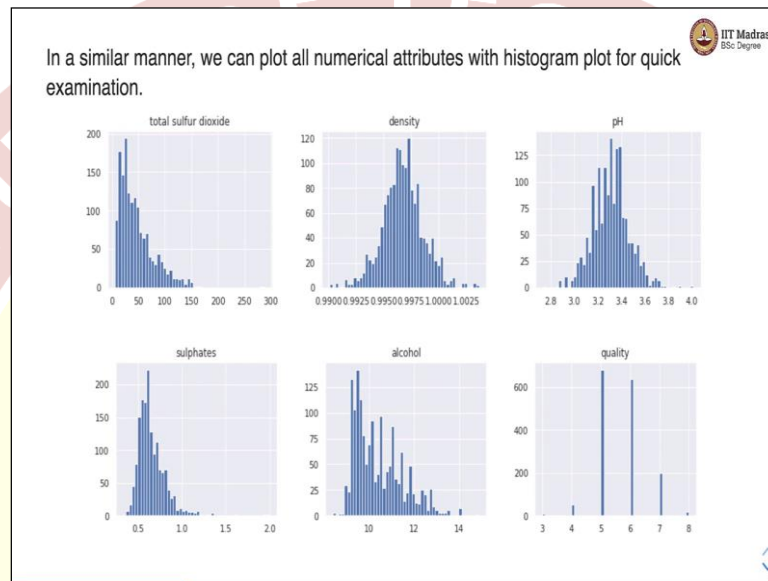 IIT Madras
BSc Degree
In a similar manner, we can plot all numerical attributes with histogram plot for quick
examination.
total sulfur dioxide
density
pH
200
150
100
50
0
0 50 100 150 200 250 300
120
100
80
60
40
20
0
0.9900 0.9925 0.9950 0.9975 1.0000 1.0025
125
100
75
50
25
0
2.8 3.0 3.2 3.4 3.6 3.8 4.0
sulphates
alcohol
quality
200
150
100
50
0
0.5 1.0 1.5 2.0
125
100
75
50
25
0
10 12 14
600
400
200
0
3 4 5 6 7 8